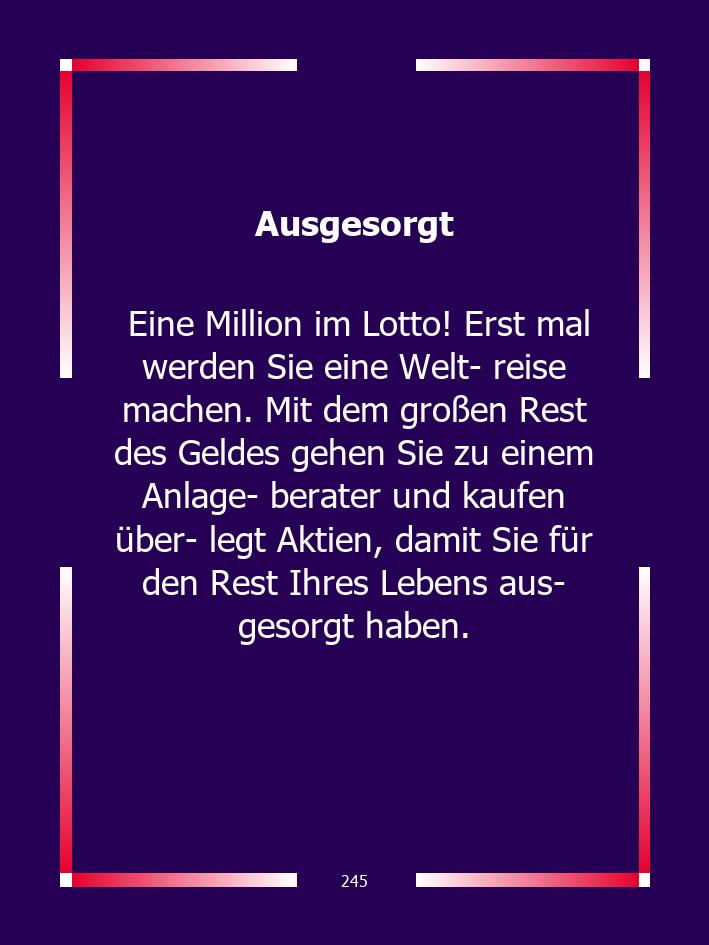 Ausgesorgt
Eine Million im Lotto! Erst mal
werden Sie eine Welt- reise
machen. Mit dem großen Rest
des Geldes gehen Sie zu einem
Anlage- berater und kaufen
über- legt Aktien, damit Sie für
den Rest Ihres Lebens aus-
gesorgt haben.
245